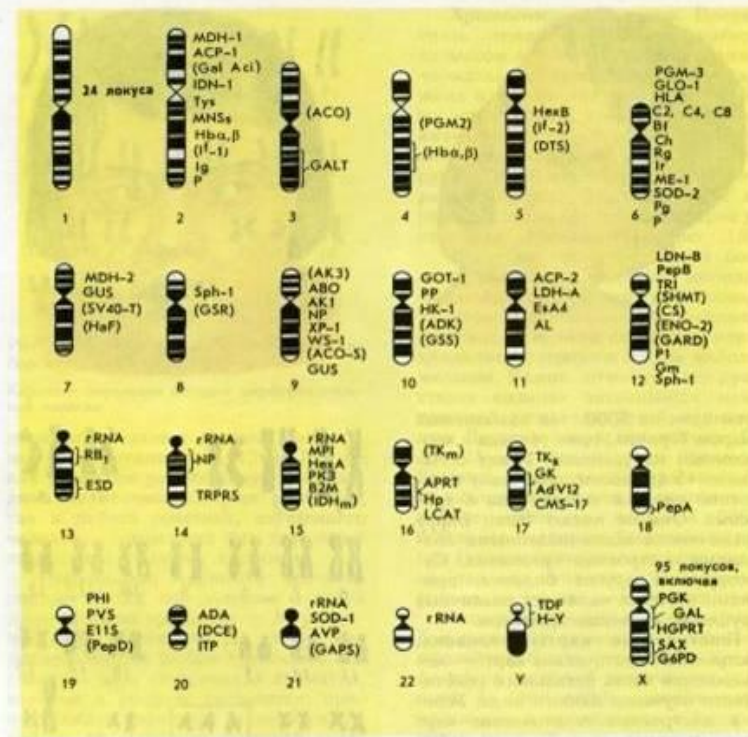 24 локуса
1
MDH-1
ACP-1
(Gal Aci)
IDN-1
Tys
MNSs
Hbα,β
(If-1)
Ig
P
2
(ACO)
GALT
3
(PGM2)
(Hbα,β)
4
HexB
(If-2)
(DTS)
5
PGM-3
GLO-1
HLA
C2, C4, C8
Bf
Ch
Rg
Ir
ME-1
SOD-2
Pg
P
6
MDH-2
GUS
(SV40-T)
(HaF)
7
Sph-1
(GSR)
8
(AK3)
ABO
AK1
NP
XP-1
WS-1
(ACO-S)
GUS
9
GOT-1
PP
HK-1
(ADK)
(GSS)
10
ACP-2
LDH-A
EsA4
AL
11
LDN-B
PepB
TRI
(SHMT)
(CS)
(ENO-2)
(GARD)
P1
Gm
Sph-1
12
rRNA
RB1
ESD
13
rRNA
NP
TRPRS
14
rRNA
MPI
HexA
PK3
B2M
(IDHm)
15
(TKm)
APRT
Hp
LCAT
16
TKs
GK
AdV12
CMS-17
17
PepA
18
PHI
PVS
E11S
(PepD)
19
ADA
(DCE)
ITP
20
rRNA
SOD-1
AVP
(GAPS)
21
rRNA
22
TDF
H-Y
Y
95 локусов,
включая
PGK
GAL
HGPRT
SAX
G6PD
X